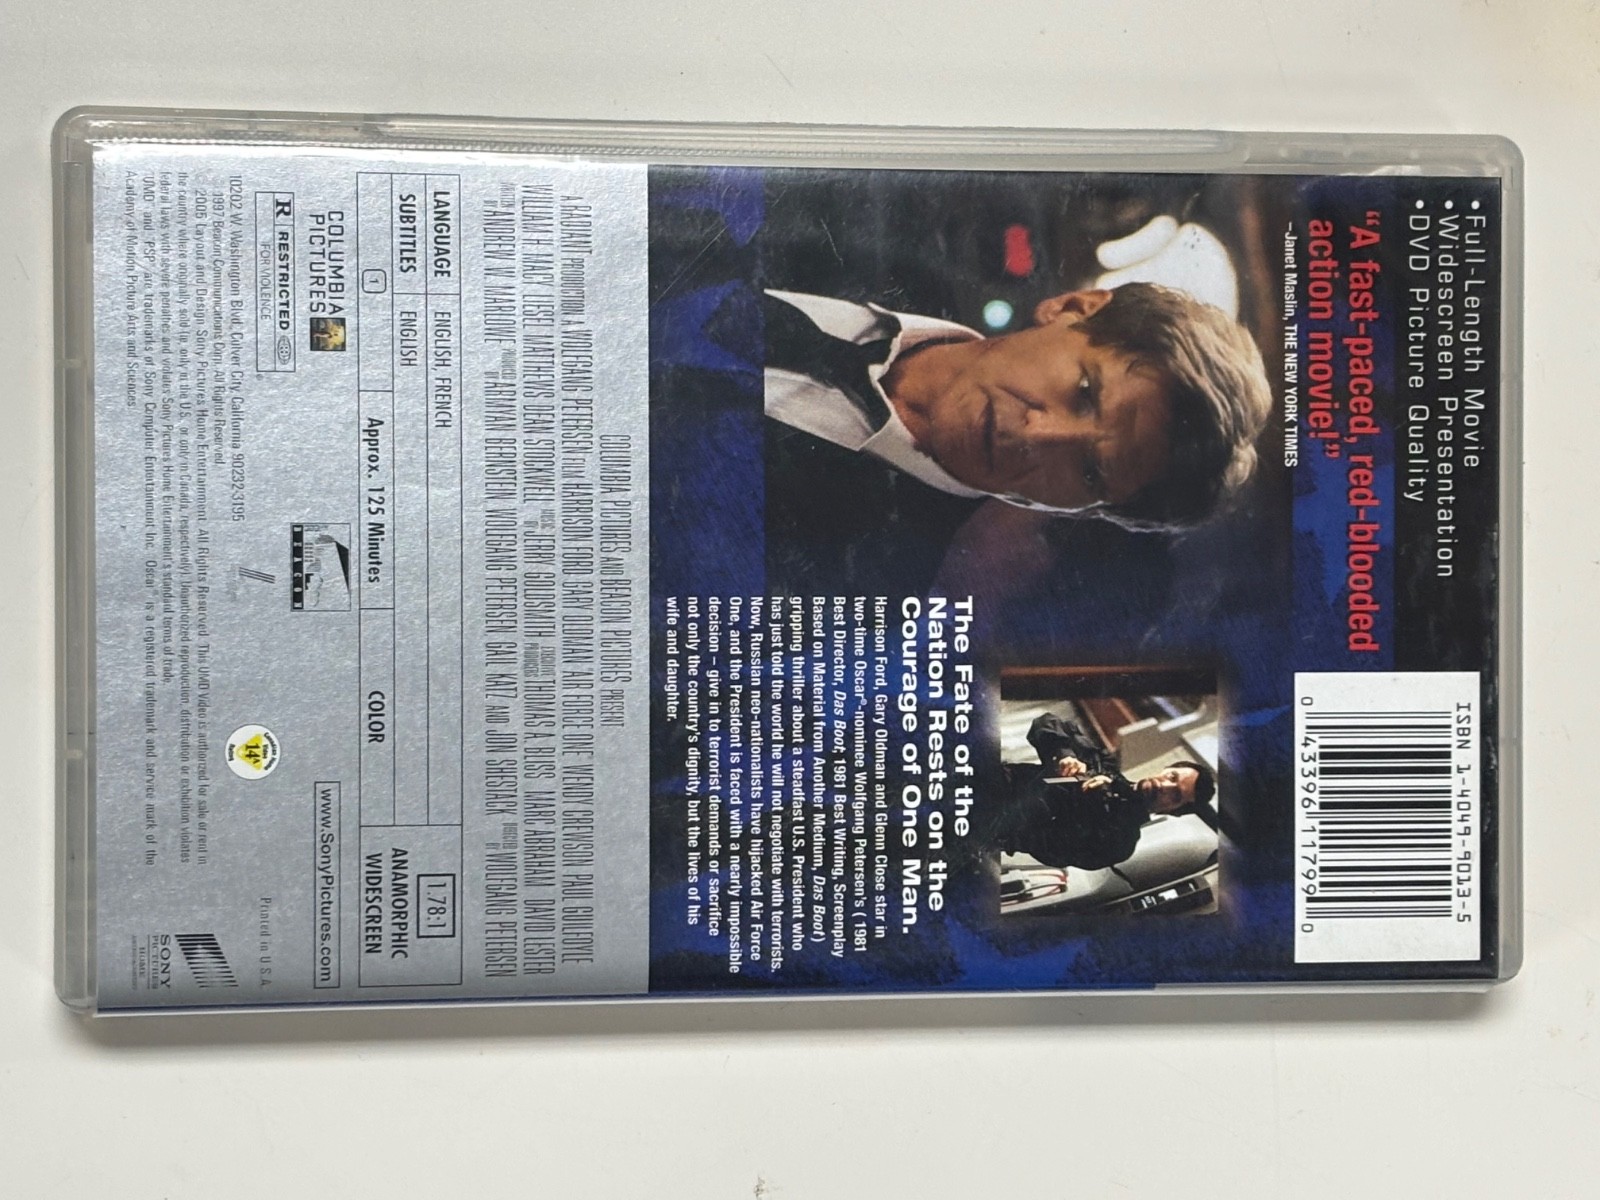 • Full-Length Movie
• Widescreen Presentation
• DVD Picture Quality
ISBN 1-4049-9013-5
0 43396 11799 0
“A fast-paced, red-blooded
action movie!”
–Janet Maslin, THE NEW YORK TIMES
The Fate of the
Nation Rests on the
Courage of One Man.
Harrison Ford, Gary Oldman and Glenn Close star in
two-time Oscar®-nominee Wolfgang Petersen's (1981
Best Director, Das Boot; 1981 Best Writing, Screenplay
Based on Material from Another Medium, Das Boot)
gripping thriller about a steadfast U.S. President who
has just told the world he will not negotiate with terrorists.
Now, Russian neo-nationalists have hijacked Air Force
One, and the President is faced with a nearly impossible
decision – give in to terrorist demands or sacrifice
not only the country's dignity, but the lives of his
wife and daughter.
COLUMBIA PICTURES AND BEACON PICTURES PRESENT
A RADIANT PRODUCTION A WOLFGANG PETERSEN FILM HARRISON FORD GARY OLDMAN "AIR FORCE ONE" WENDY CREWSON PAUL GUILFOYLE
WILLIAM H. MACY LIESEL MATTHEWS DEAN STOCKWELL MUSIC BY JERRY GOLDSMITH EXECUTIVE PRODUCERS THOMAS A. BLISS MARC ABRAHAM DAVID LESTER
WRITTEN BY ANDREW W. MARLOWE PRODUCED BY ARMYAN BERNSTEIN WOLFGANG PETERSEN GAIL KATZ AND JON SHESTACK DIRECTED BY WOLFGANG PETERSEN
LANGUAGE ENGLISH, FRENCH
SUBTITLES ENGLISH
1.78:1
ANAMORPHIC
WIDESCREEN
1 Approx. 125 Minutes COLOR
COLUMBIA
PICTURES
BEACON
www.SonyPictures.com
R RESTRICTED
FOR VIOLENCE
14A
Printed in U.S.A.
10202 W. Washington Blvd., Culver City, California 90232-3195
1997 Beacon Communications Corp. All Rights Reserved.
© 2005 Layout and Design Sony Pictures Home Entertainment. All Rights Reserved. This UMD Video is authorized for sale or rent in
the country where originally sold (i.e., only in the U.S. or only in Canada, respectively). Unauthorized reproduction, distribution or exhibition violates
federal laws with severe penalties and violates Sony Pictures Home Entertainment's standard terms of trade.
"UMD" and "PSP" are trademarks of Sony Computer Entertainment Inc. Oscar® is a registered trademark and service mark of the
Academy of Motion Picture Arts and Sciences.
SONY
PICTURES
HOME